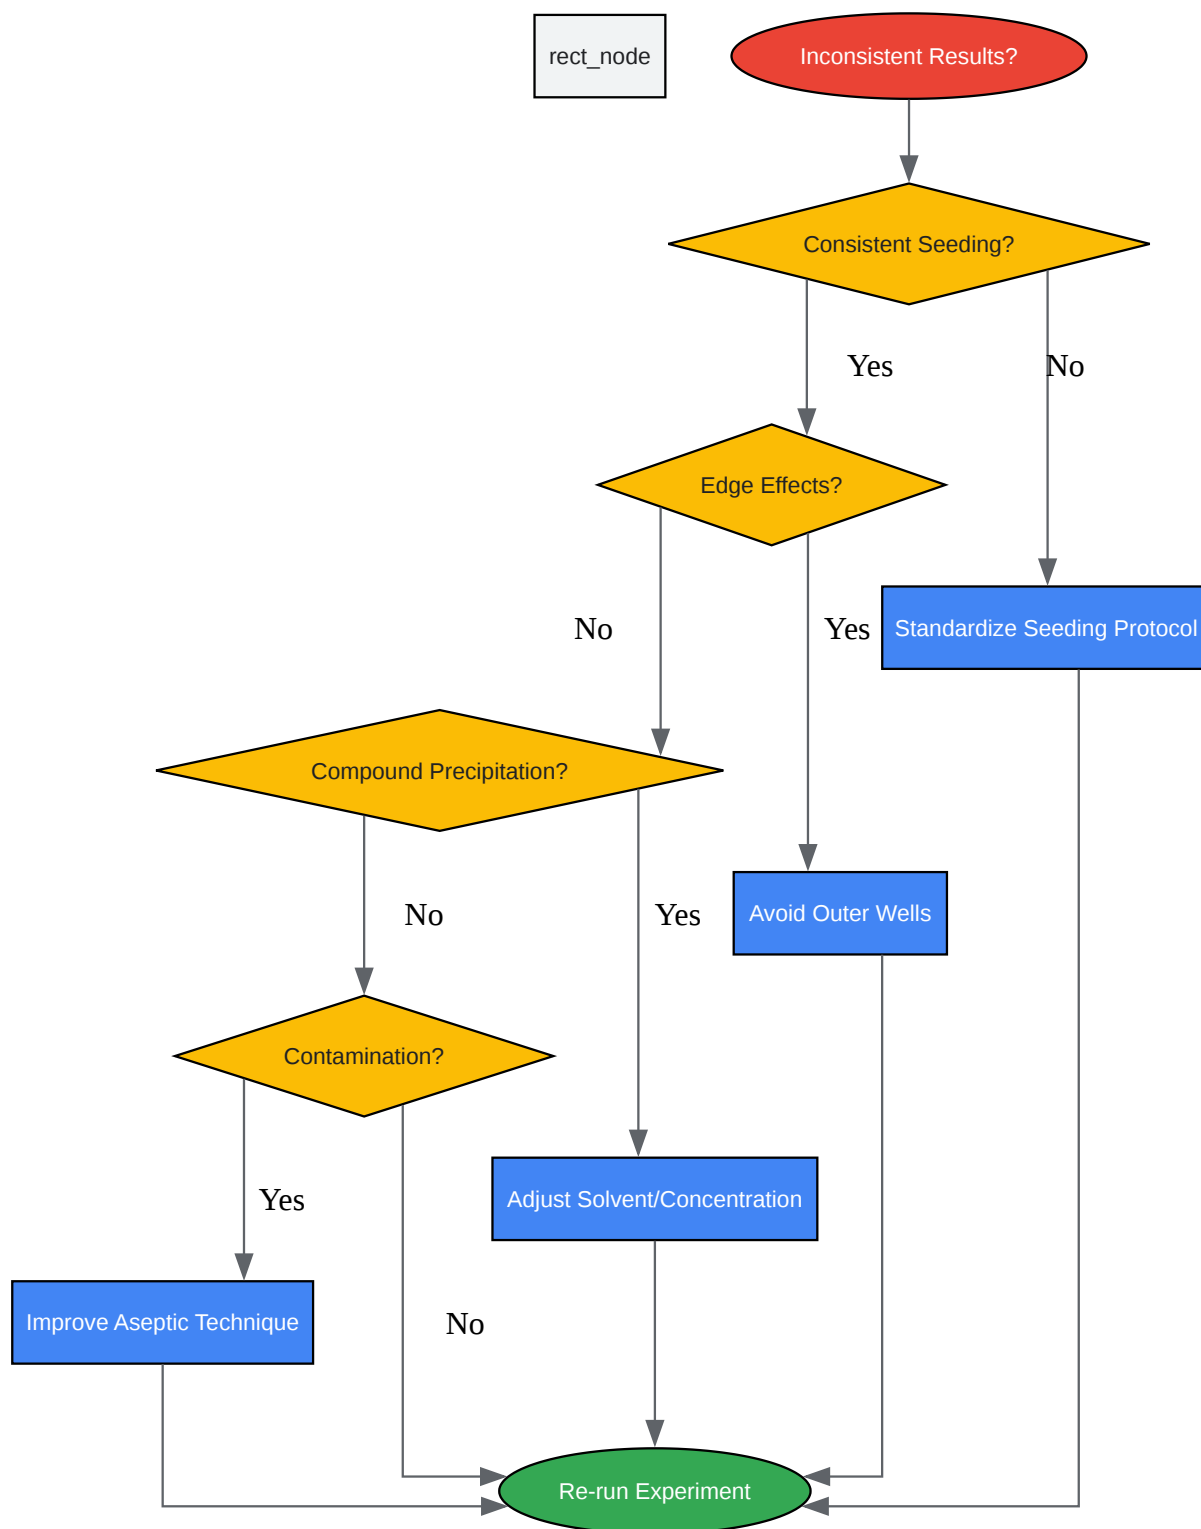 rect_node
Inconsistent Results?
Consistent Seeding?
Yes
No
Edge Effects?
No
Yes
Standardize Seeding Protocol
Compound Precipitation?
No
Yes
Avoid Outer Wells
Contamination?
Yes
Adjust Solvent/Concentration
Improve Aseptic Technique
No
Re-run Experiment